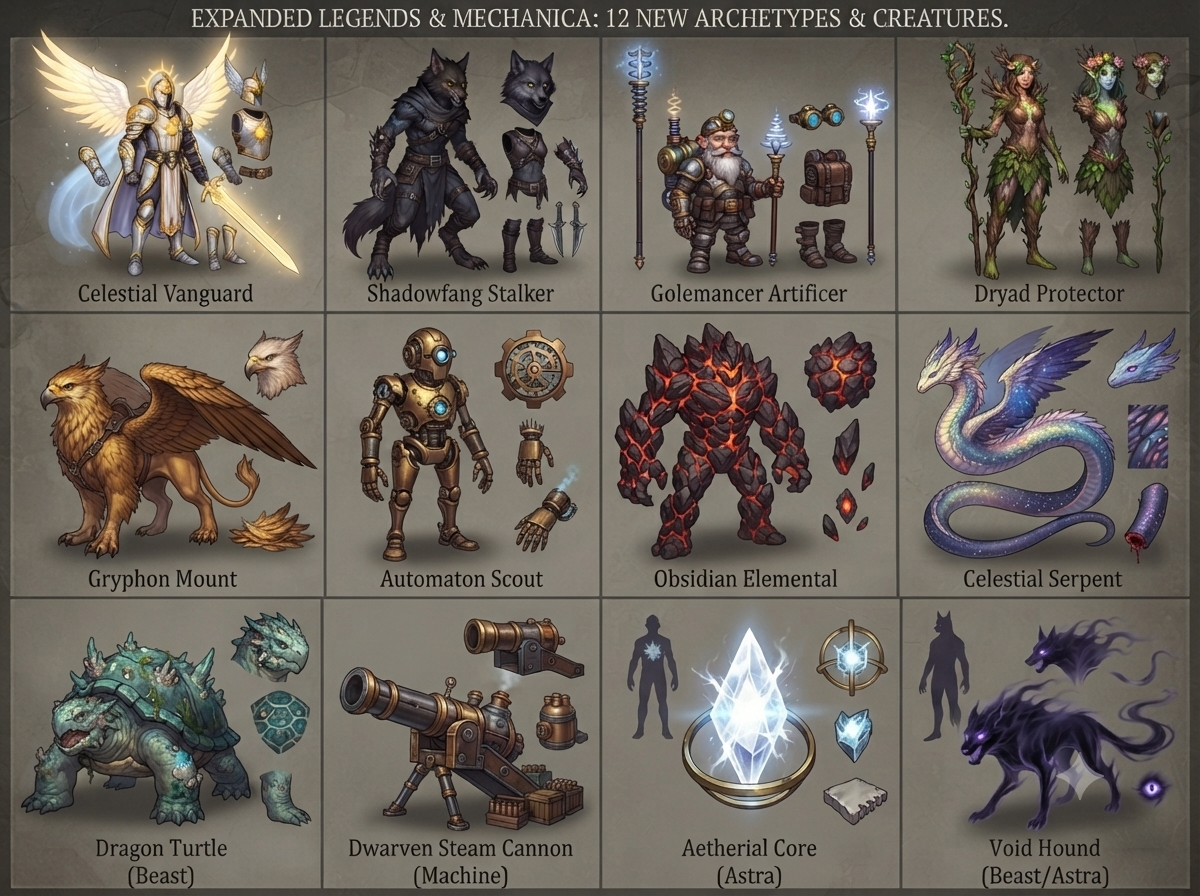 EXPANDED LEGENDS & MECHANICA: 12 NEW ARCHETYPES & CREATURES.
Celestial Vanguard
Shadowfang Stalker
Golemancer Artificer
Dryad Protector
Gryphon Mount
Automaton Scout
Obsidian Elemental
Celestial Serpent
Dragon Turtle
(Beast)
Dwarven Steam Cannon
(Machine)
Aetherial Core
(Astra)
Void Hound
(Beast/Astra)